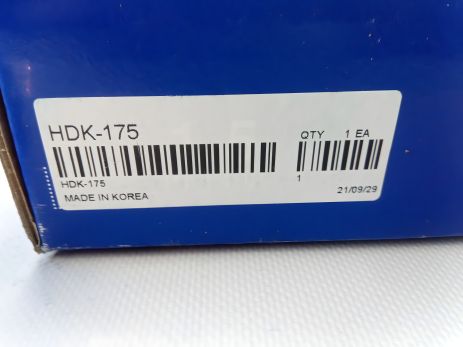 HDK-175
QTY 1 EA
HDK-175
1
MADE IN KOREA
21/09/29